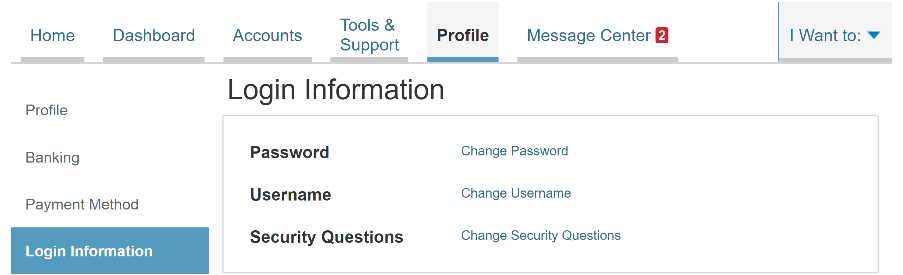 Home
Dashboard
Accounts
Tools &
Support
Profile
Message Center 2
I Want to:
Profile
Banking
Payment Method
Login Information
Login Information
Password
Change Password
Username
Change Username
Security Questions
Change Security Questions